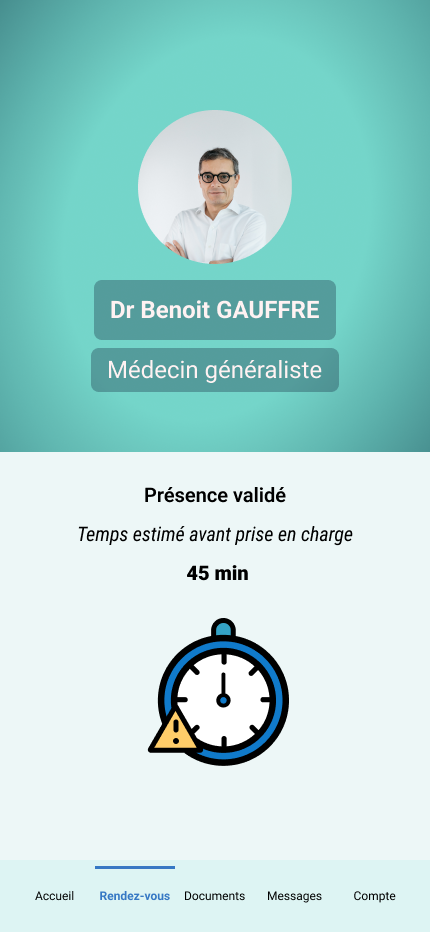 Dr Benoit GAUFFRE
Médecin généraliste
Présence validé
Temps estimé avant prise en charge
45 min
Accueil Rendez-vous Documents Messages Compte